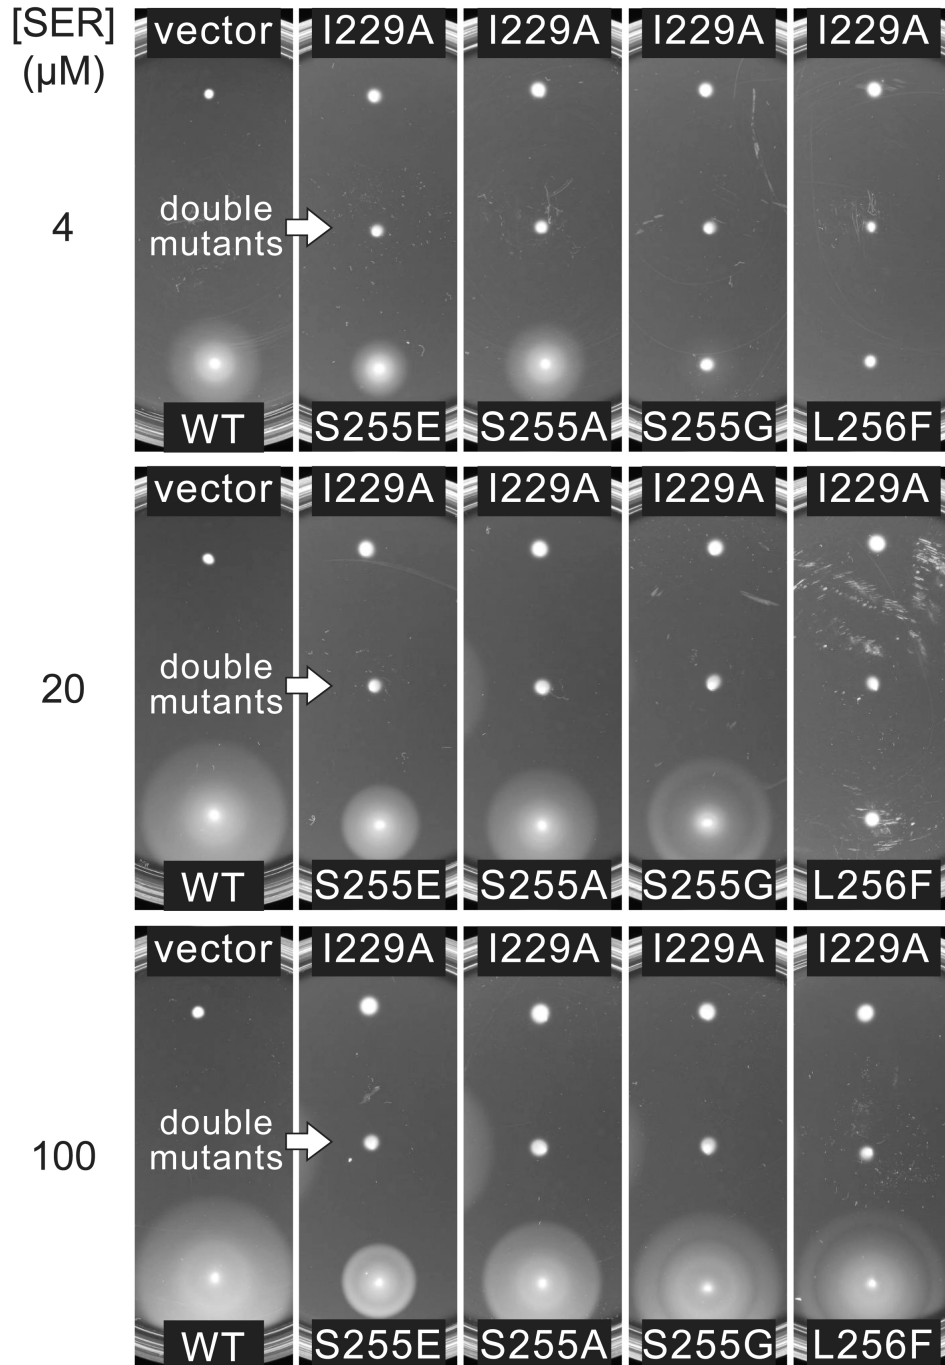 [SER]
(µM)
vector I229A I229A I229A I229A
4
double
mutants
WT S255E S255A S255G L256F
vector I229A I229A I229A I229A
20
double
mutants
WT S255E S255A S255G L256F
vector I229A I229A I229A I229A
100
double
mutants
WT S255E S255A S255G L256F